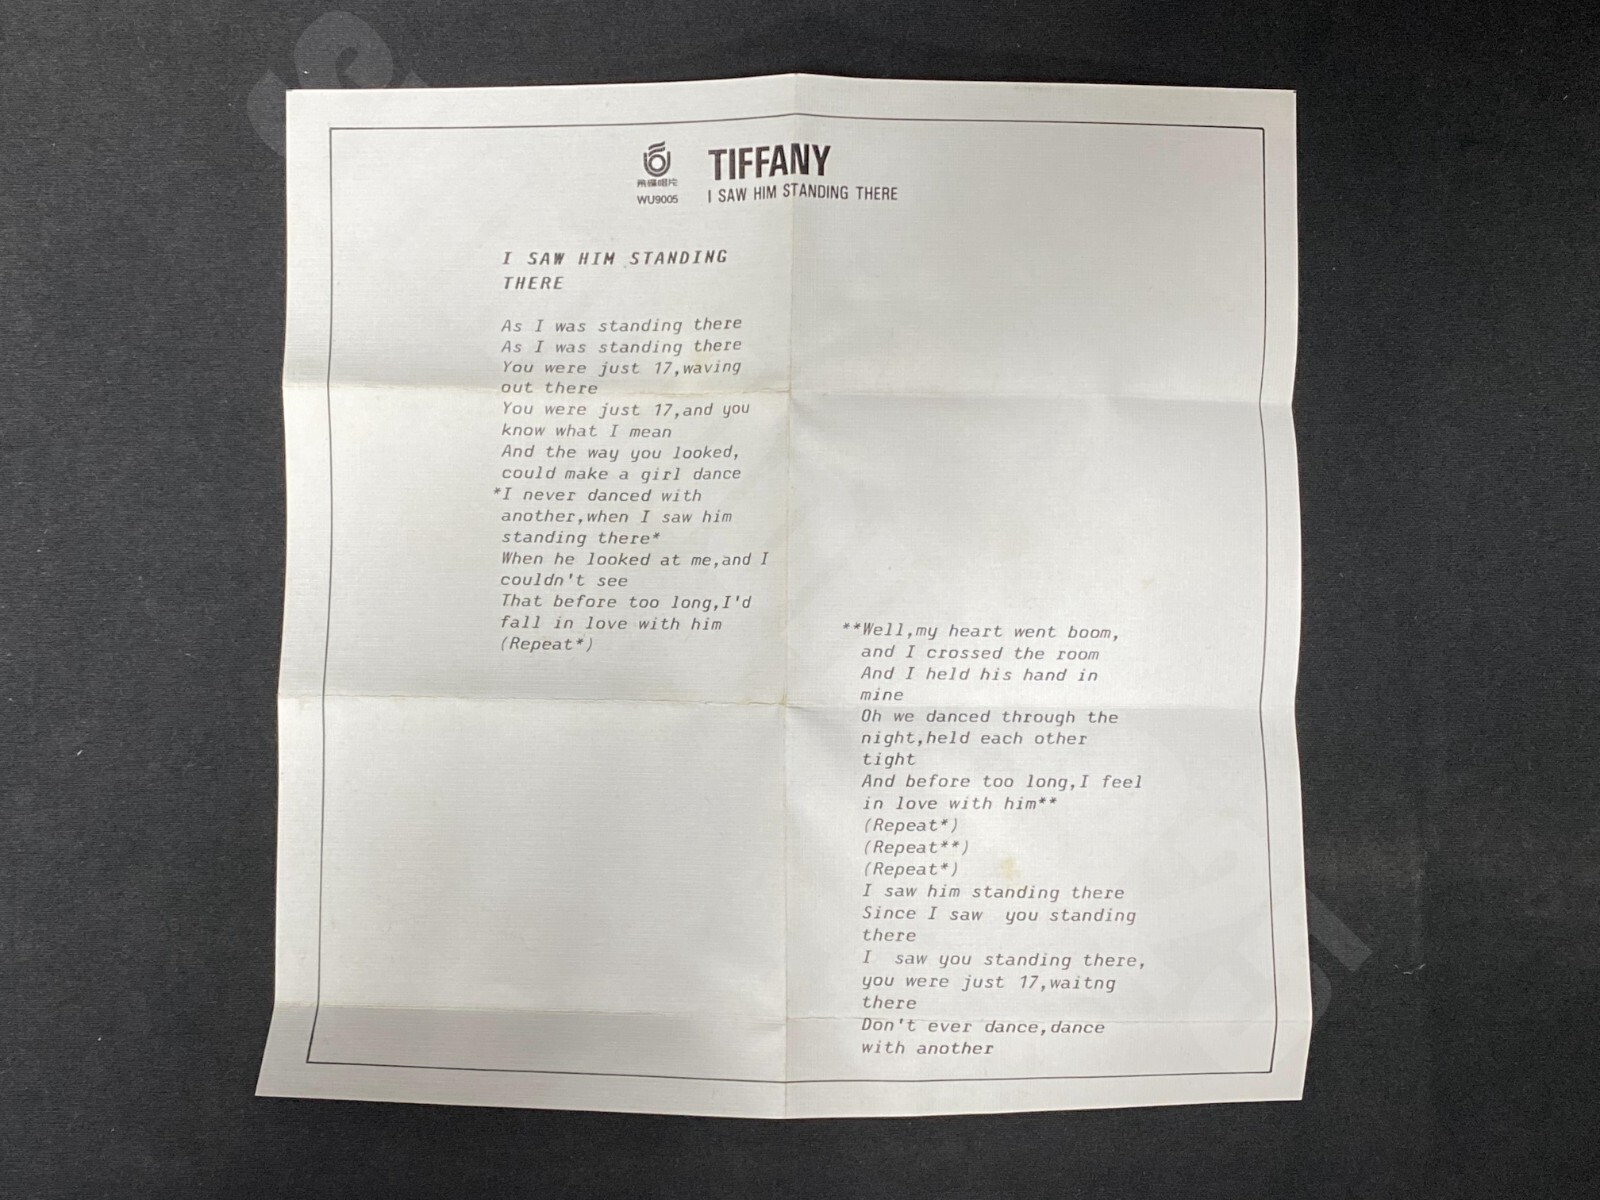 飛碟唱片
WU9005
TIFFANY
I SAW HIM STANDING THERE
I SAW HIM STANDING
THERE
As I was standing there
As I was standing there
You were just 17,waving
out there
You were just 17,and you
know what I mean
And the way you looked,
could make a girl dance
*I never danced with
another,when I saw him
standing there*
When he looked at me,and I
couldn't see
That before too long,I'd
fall in love with him
(Repeat*)
**Well,my heart went boom,
and I crossed the room
And I held his hand in
mine
Oh we danced through the
night,held each other
tight
And before too long,I feel
in love with him**
(Repeat*)
(Repeat**)
(Repeat*)
I saw him standing there
Since I saw you standing
there
I saw you standing there,
you were just 17,waitng
there
Don't ever dance,dance
with another